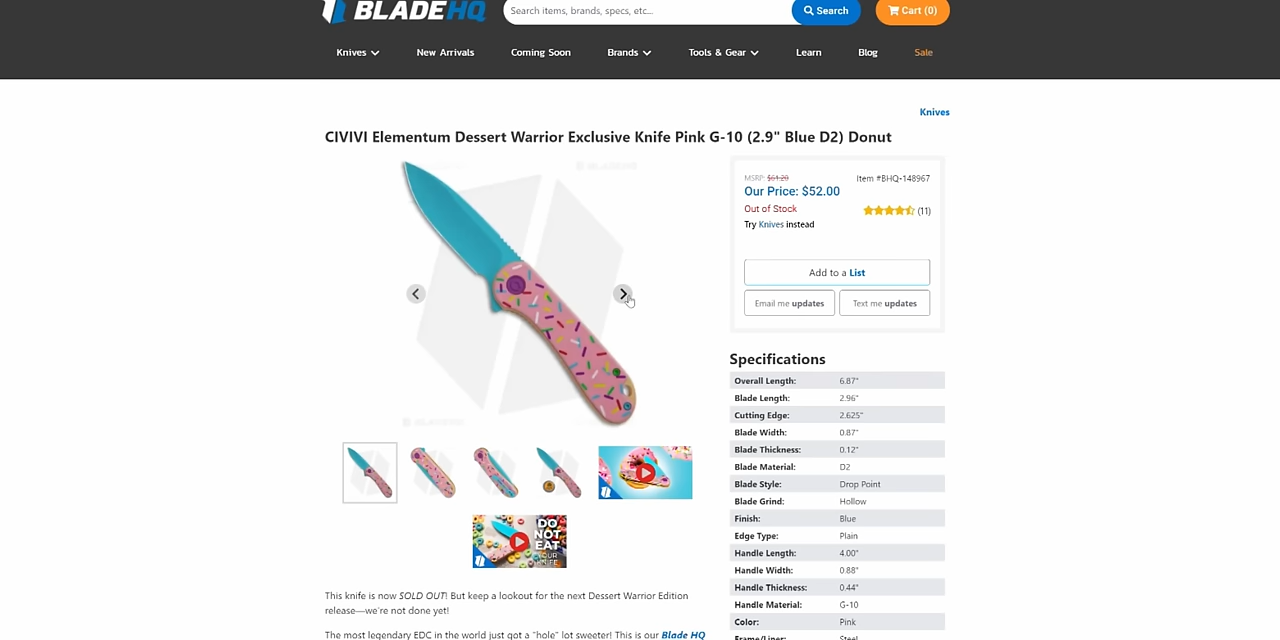 BLADEHQ
Search items, brands, specs, etc...
Search
Cart (0)
Knives
New Arrivals
Coming Soon
Brands
Tools & Gear
Learn
Blog
Sale
Knives
CIVIVI Elementum Dessert Warrior Exclusive Knife Pink G-10 (2.9" Blue D2) Donut
MSRP: $61.20
Item #BHQ-148967
Our Price: $52.00
Out of Stock
(11)
Try Knives instead
Add to a List
Email me updates
Text me updates
Specifications
Overall Length: 6.87"
Blade Length: 2.96"
Cutting Edge: 2.625"
Blade Width: 0.87"
Blade Thickness: 0.12"
Blade Material: D2
Blade Style: Drop Point
Blade Grind: Hollow
Finish: Blue
Edge Type: Plain
Handle Length: 4.00"
Handle Width: 0.88"
Handle Thickness: 0.44"
Handle Material: G-10
Color: Pink
Frame/Liner: Steel
DO
NOT
EAT
YOUR
KNIFE
This knife is now SOLD OUT! But keep a lookout for the next Dessert Warrior Edition
release—we're not done yet!
The most legendary EDC in the world just got a "hole" lot sweeter! This is our Blade HQ